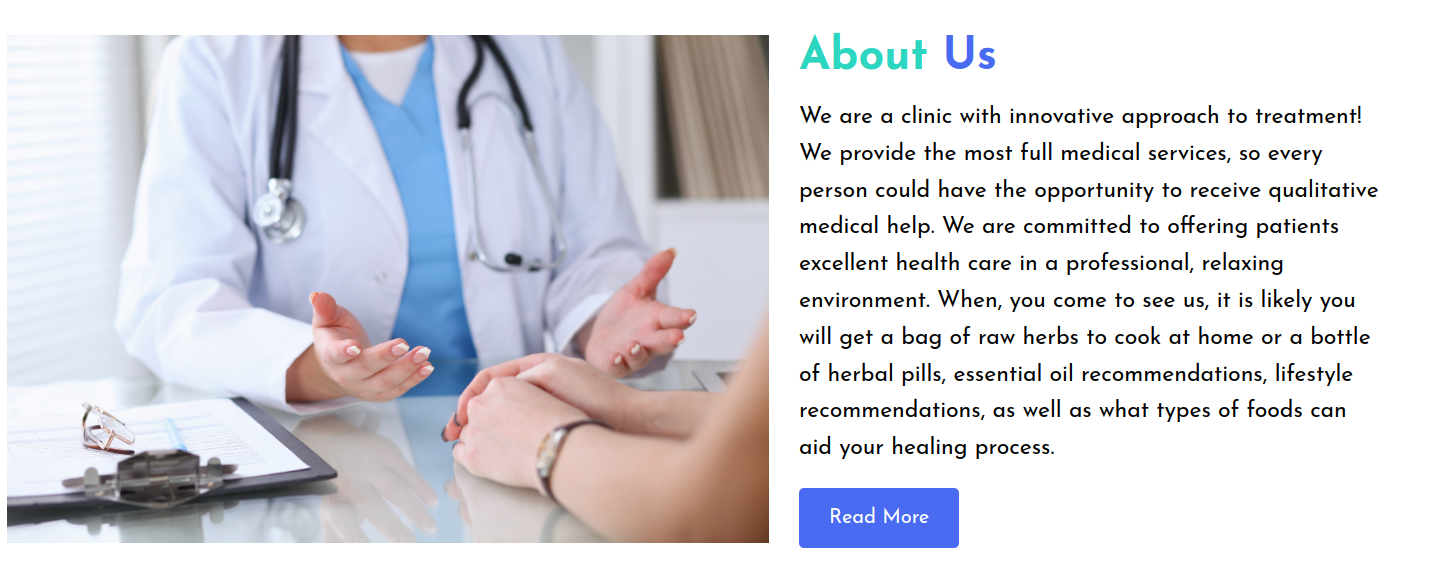 About Us
We are a clinic with innovative approach to treatment!
We provide the most full medical services, so every
person could have the opportunity to receive qualitative
medical help. We are committed to offering patients
excellent health care in a professional, relaxing
environment. When, you come to see us, it is likely you
will get a bag of raw herbs to cook at home or a bottle
of herbal pills, essential oil recommendations, lifestyle
recommendations, as well as what types of foods can
aid your healing process.
Read More